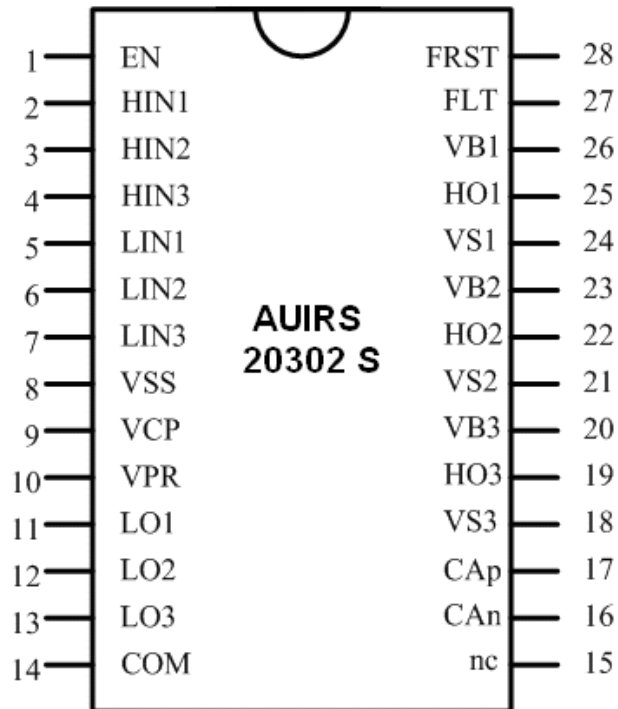 1 EN FRST 28
2 HIN1 FLT 27
3 HIN2 VB1 26
4 HIN3 HO1 25
5 LIN1 VS1 24
6 LIN2 VB2 23
7 LIN3 HO2 22
AUIRS
20302 S
8 VSS VS2 21
9 VCP VB3 20
10 VPR HO3 19
11 LO1 VS3 18
12 LO2 CAp 17
13 LO3 CAn 16
14 COM nc 15